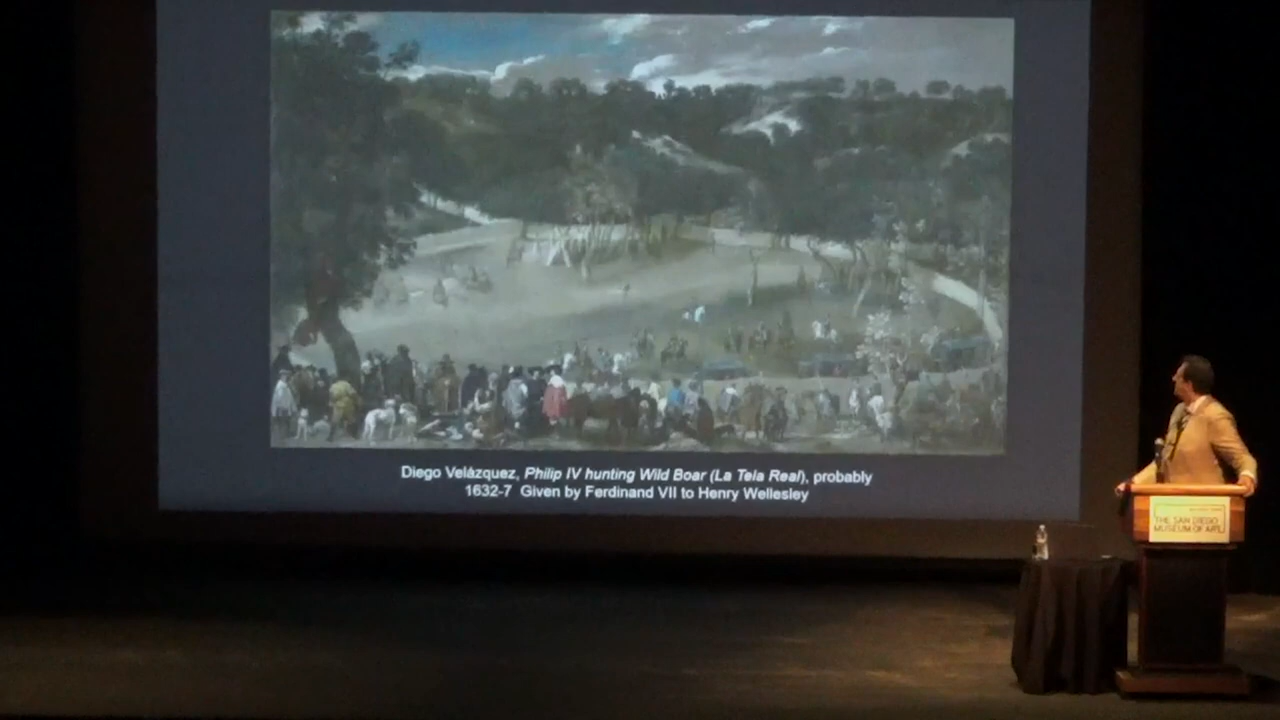 Diego Velázquez, Philip IV hunting Wild Boar (La Tela Real), probably
1632-7 Given by Ferdinand VII to Henry Wellesley
THE SAN DIEGO
MUSEUM OF ART